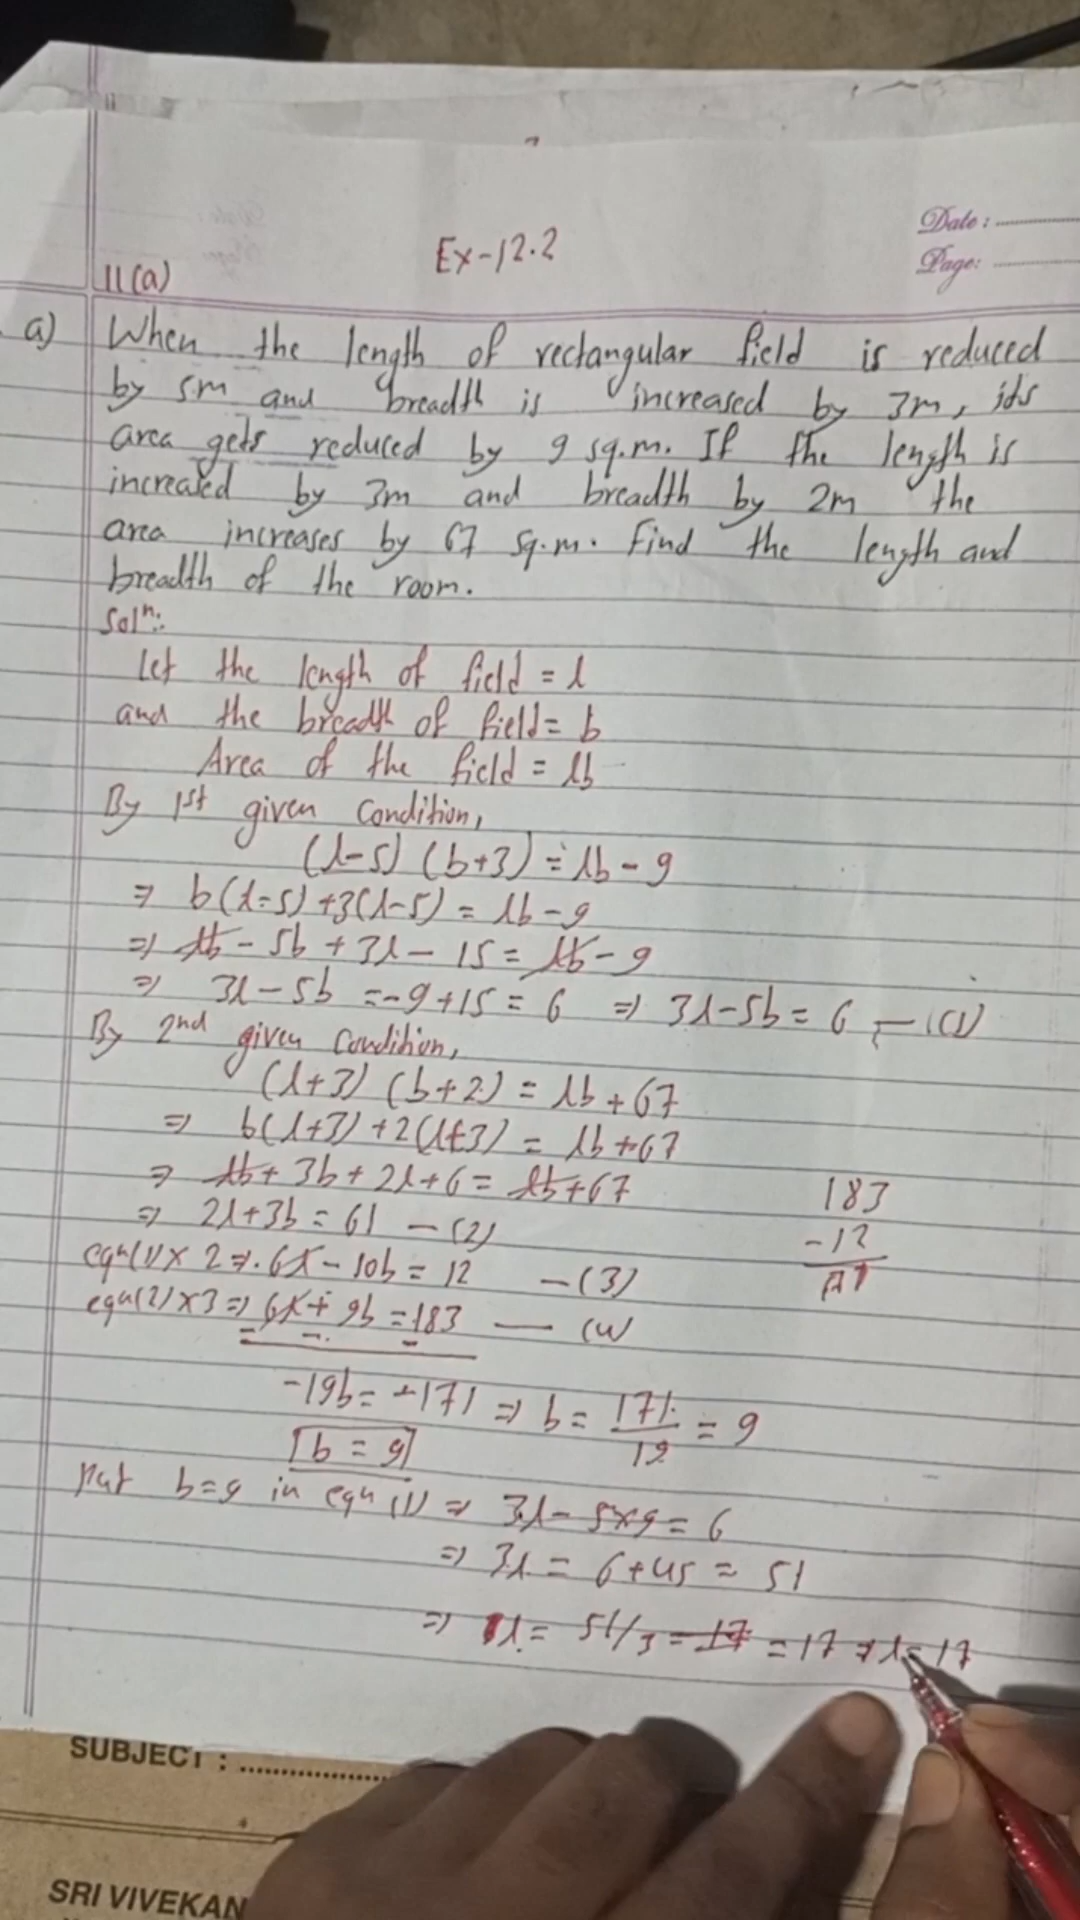 Date :
Page:
Ex-12.2
11(a)
a) When the length of rectangular field is reduced
by 5m and breadth is increased by 3m, its
area gets reduced by 9 sq.m. If the length is
increased by 3m and breadth by 2m the
area increases by 67 sq.m. Find the length and
breadth of the room.
Solⁿ:
Let the length of field = l
and the breadth of field = b
Area of the field = lb
By 1st given Condition,
(l-5) (b+3) = lb - 9
⇒ b(l-5) +3(l-5) = lb -9
⇒ lb - 5b + 3l - 15 = lb - 9
⇒ 3l - 5b = -9 +15 = 6 ⇒ 3l-5b = 6 — (1)
By 2nd given Condition,
(l+3) (b+2) = lb + 67
⇒ b(l+3) +2(l+3) = lb +67
⇒ lb + 3b + 2l +6 = lb +67
183
⇒ 2l+3b = 61 — (2)
-12
eqn(1) × 2 ⇒ 6l - 10b = 12 — (3)
171
eqn(2) ×3 ⇒ 6l + 9b = 183 — (4)
-19b = -171 ⇒ b = 171/19 = 9
b = 9
Put b=9 in eqn (1) ⇒ 3l - 5×9 = 6
⇒ 3l = 6+45 = 51
⇒ l = 51/3 = 17 = 17 ⇒ l = 17
SUBJECT :
SRI VIVEKAN